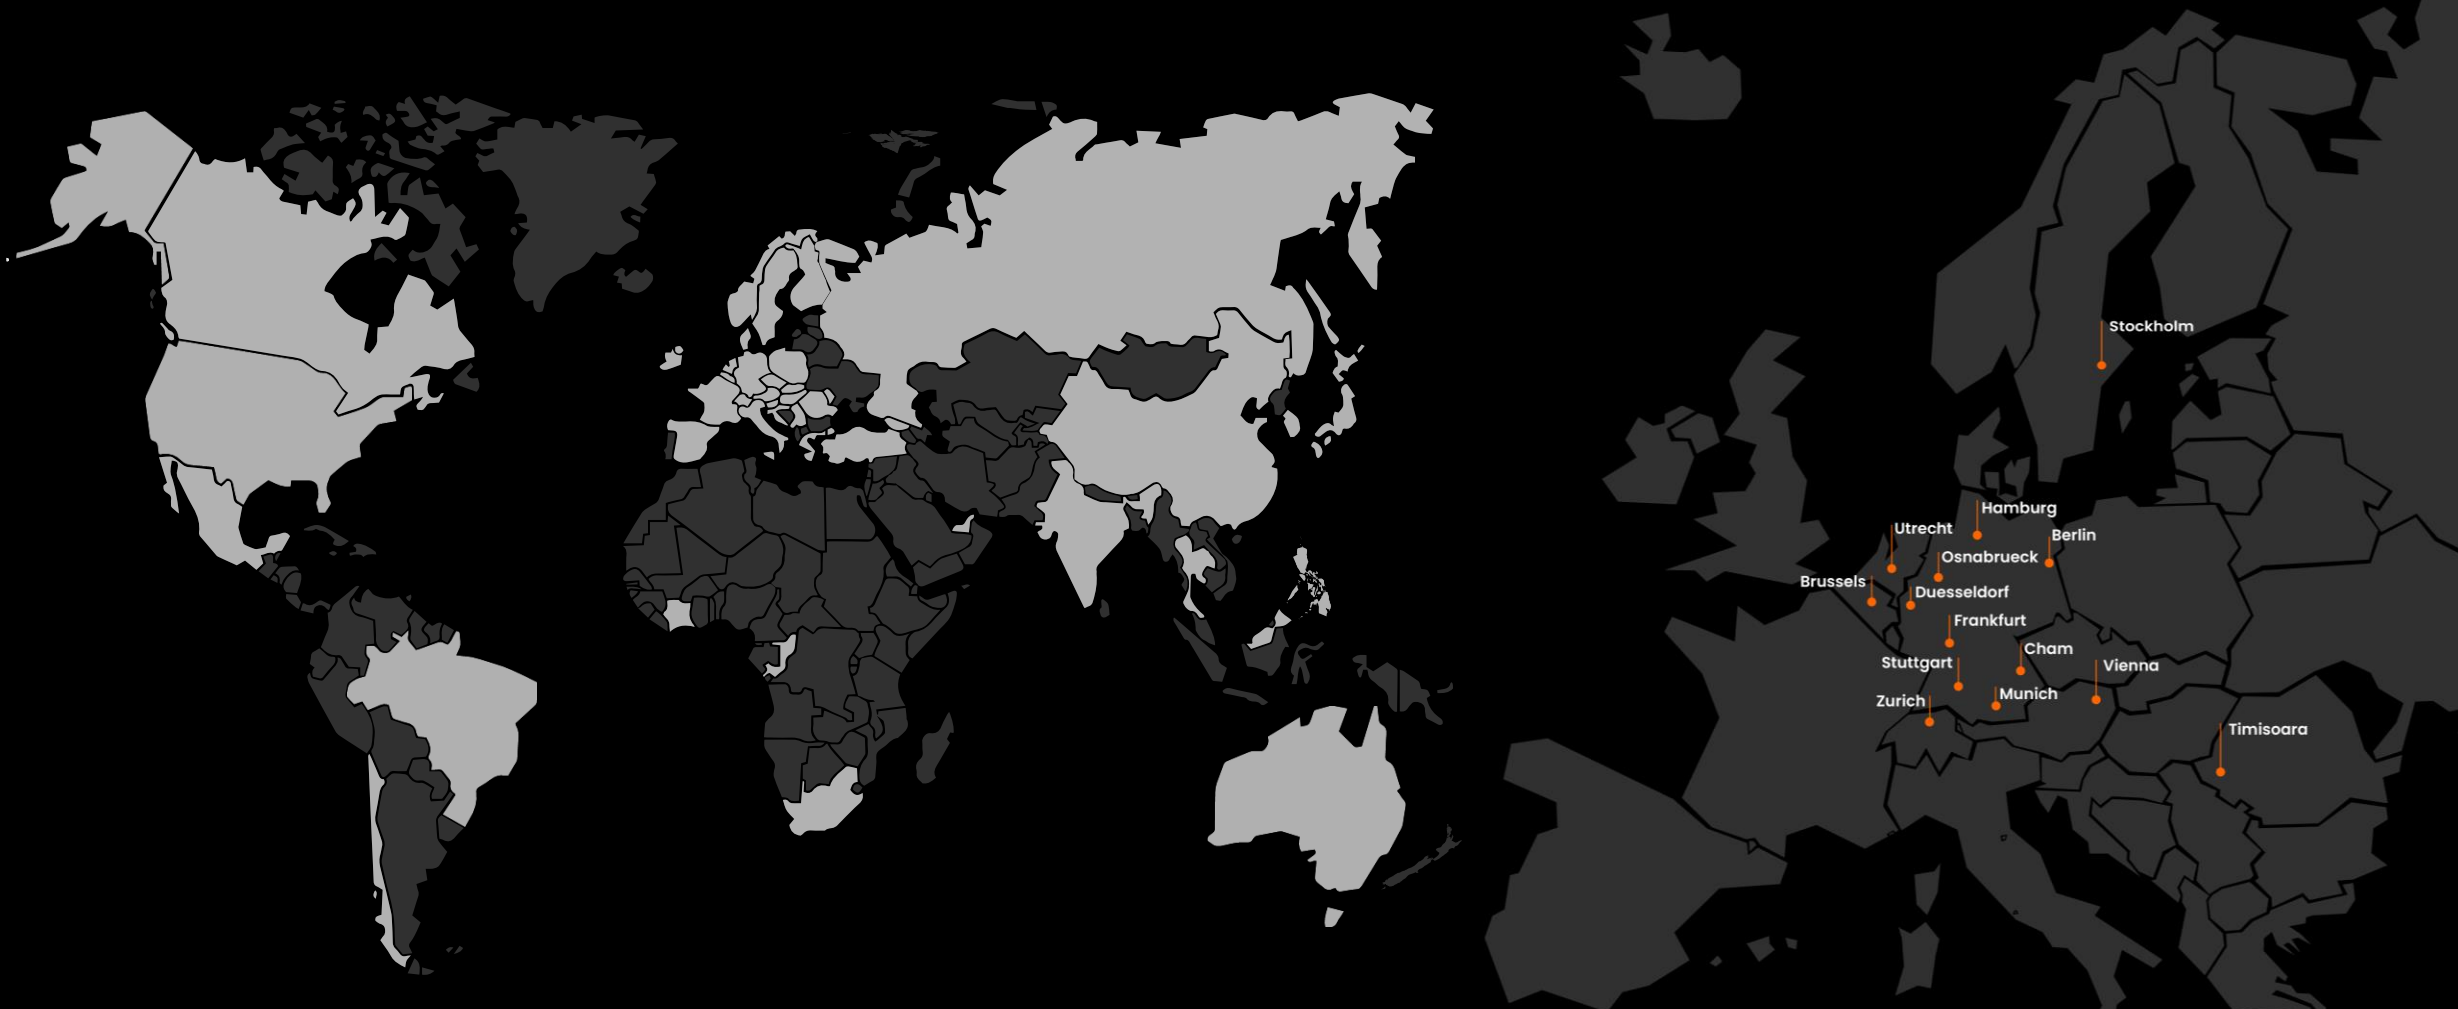 Stockholm
Hamburg
Utrecht
Berlin
Osnabrueck
Brussels
Duesseldorf
Frankfurt
Cham
Stuttgart
Vienna
Munich
Zurich
Timisoara